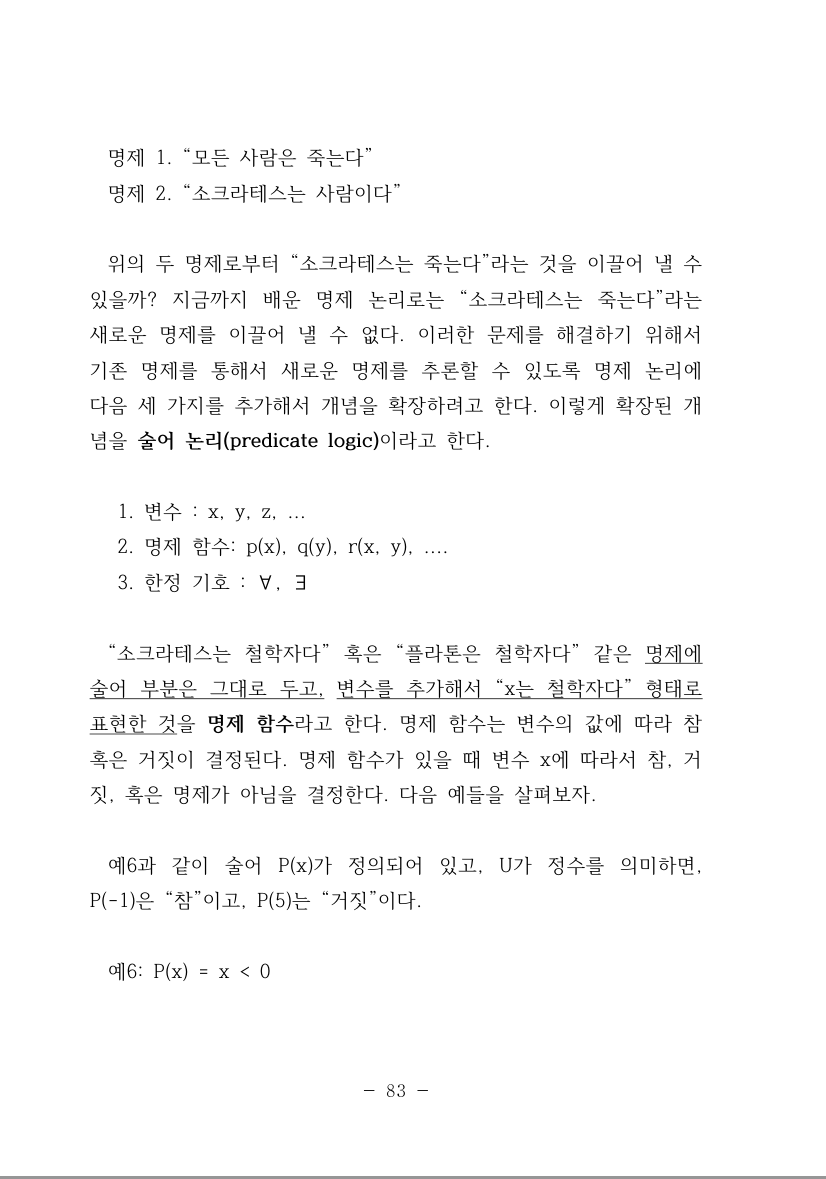 명제 1. “모든 사람은 죽는다”
명제 2. “소크라테스는 사람이다”
위의 두 명제로부터 “소크라테스는 죽는다”라는 것을 이끌어 낼 수
있을까? 지금까지 배운 명제 논리로는 “소크라테스는 죽는다”라는
새로운 명제를 이끌어 낼 수 없다. 이러한 문제를 해결하기 위해서
기존 명제를 통해서 새로운 명제를 추론할 수 있도록 명제 논리에
다음 세 가지를 추가해서 개념을 확장하려고 한다. 이렇게 확장된 개
념을 술어 논리(predicate logic)이라고 한다.
1. 변수 : x, y, z, ...
2. 명제 함수: p(x), q(y), r(x, y), ....
3. 한정 기호 : ∀, ∃
“소크라테스는 철학자다” 혹은 “플라톤은 철학자다” 같은 명제에
술어 부분은 그대로 두고, 변수를 추가해서 “x는 철학자다” 형태로
표현한 것을 명제 함수라고 한다. 명제 함수는 변수의 값에 따라 참
혹은 거짓이 결정된다. 명제 함수가 있을 때 변수 x에 따라서 참, 거
짓, 혹은 명제가 아님을 결정한다. 다음 예들을 살펴보자.
예6과 같이 술어 P(x)가 정의되어 있고, U가 정수를 의미하면,
P(-1)은 “참”이고, P(5)는 “거짓”이다.
예6: P(x) = x < 0
- 83 -